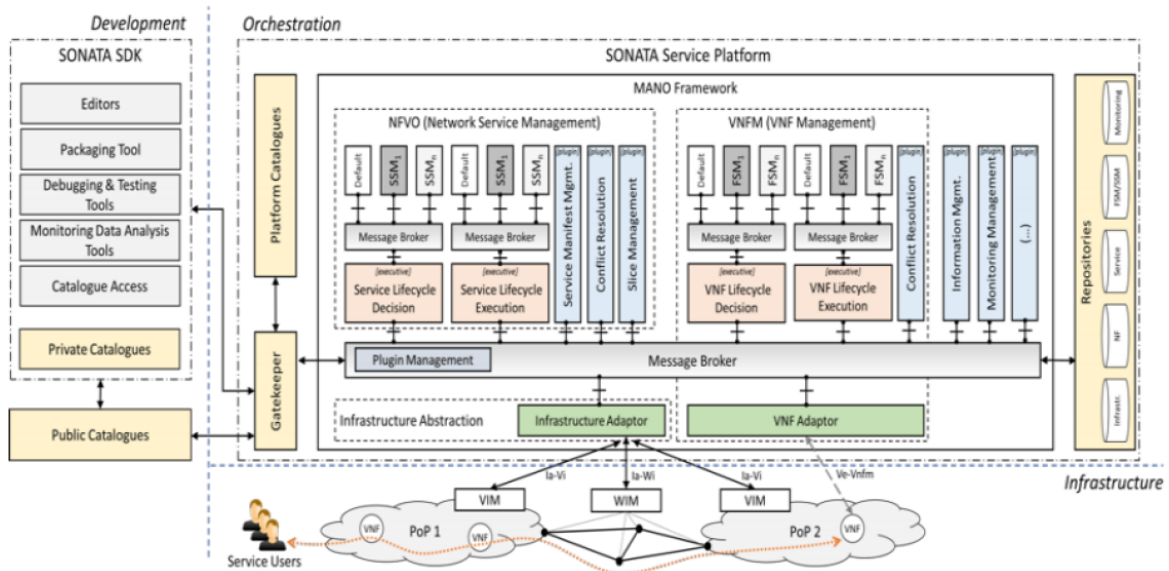 Development
Orchestration
SONATA SDK
Editors
Packaging Tool
Debugging & Testing
Tools
Monitoring Data Analysis
Tools
Catalogue Access
Private Catalogues
Public Catalogues
SONATA Service Platform
Platform Catalogues
Gatekeeper
MANO Framework
NFVO (Network Service Management)
Default
SSM1
SSMn
Default
SSM1
SSMn
Message Broker
Message Broker
[executive]
Service Lifecycle
Decision
[executive]
Service Lifecycle
Execution
[plugin]
Service Manifest Mgmt.
[plugin]
Conflict Resolution
[plugin]
Slice Management
VNFM (VNF Management)
Default
FSM1
FSMn
Default
FSM1
FSMn
Message Broker
Message Broker
[executive]
VNF Lifecycle
Decision
[executive]
VNF Lifecycle
Execution
[plugin]
Conflict Resolution
[plugin]
Information Mgmt.
[plugin]
Monitoring Management
[plugin]
(...)
Plugin Management
Message Broker
Infrastructure Abstraction
Infrastructure Adaptor
VNF Adaptor
Repositories
Monitoring
FSM/SSM
Service
NF
Infrastr.
Infrastructure
Ia-Vi
Ia-Wi
Ia-Vi
Ve-Vnfm
VIM
WIM
VIM
VNF
PoP 1
VNF
PoP 2
VNF
Service Users